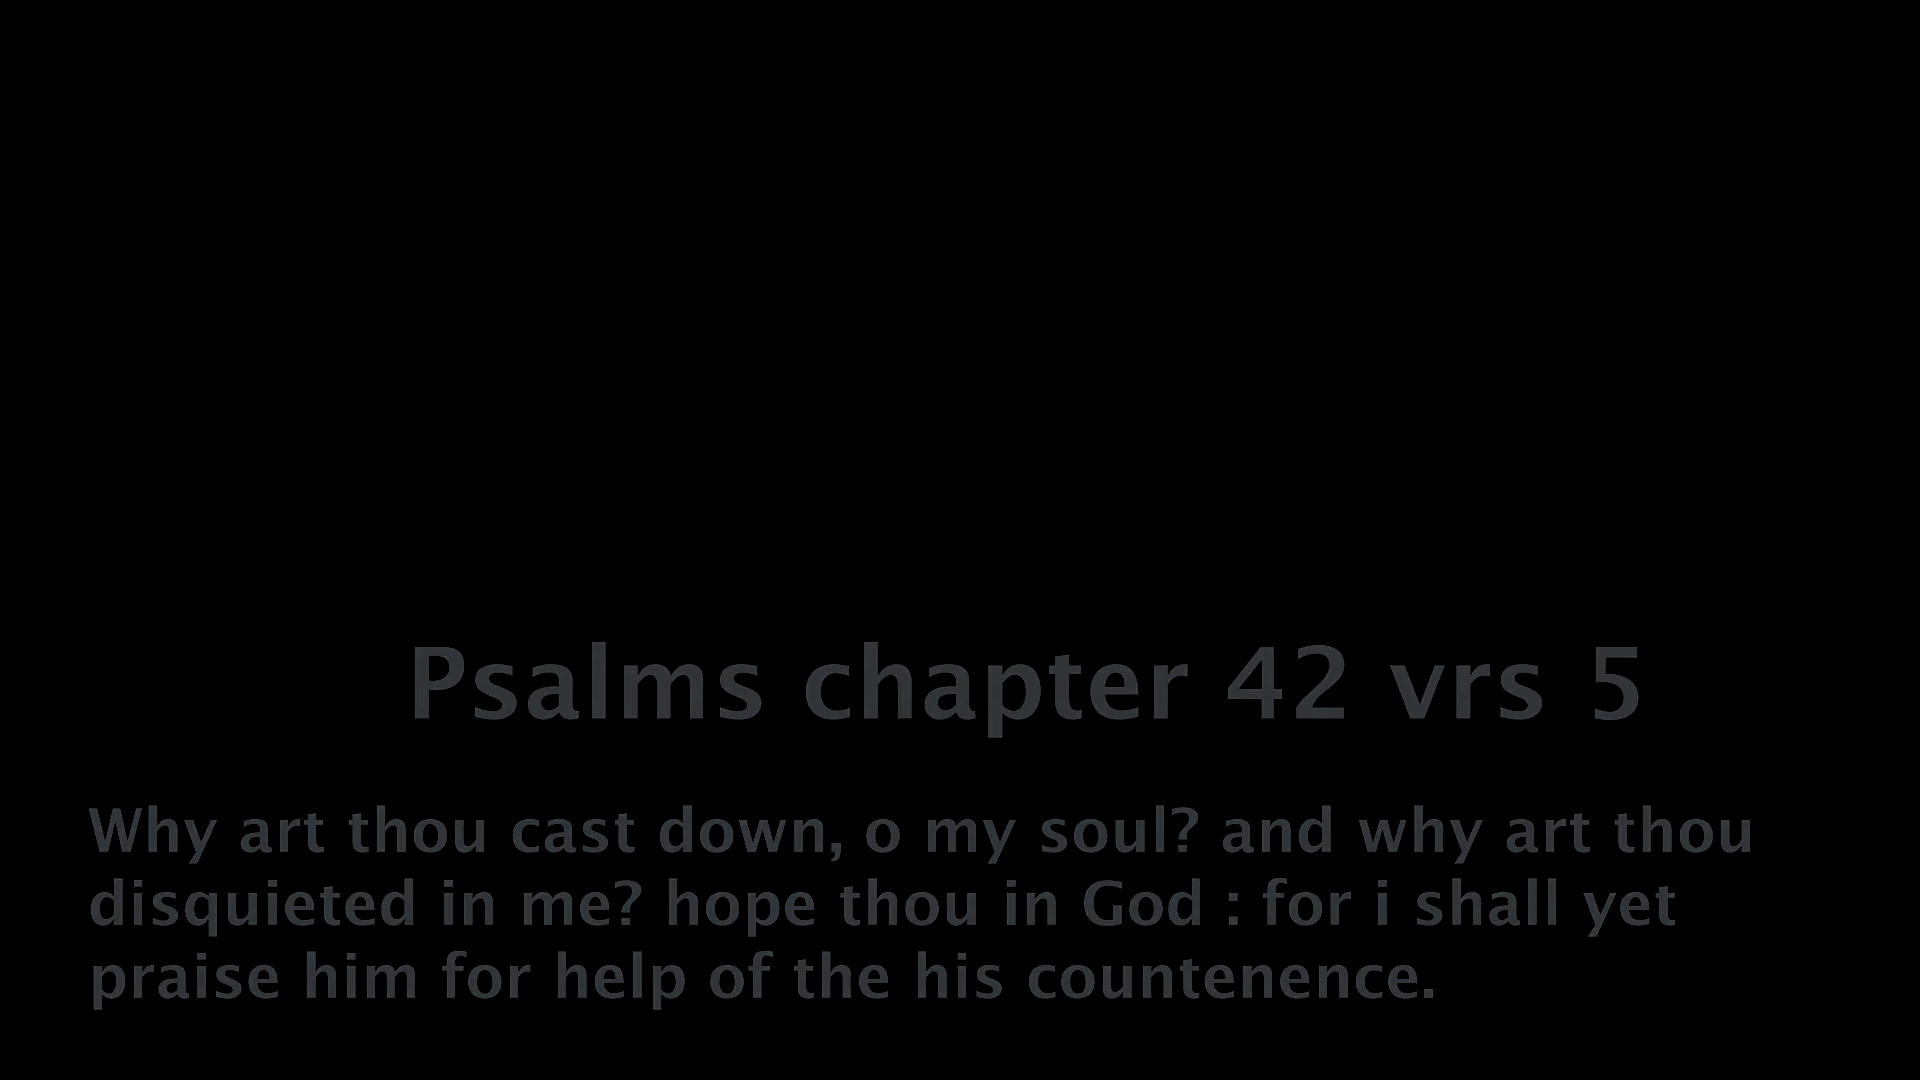 Psalms chapter 42 vrs 5
Why art thou cast down, o my soul? and why art thou
disquieted in me? hope thou in God : for i shall yet
praise him for help of the his countenence.